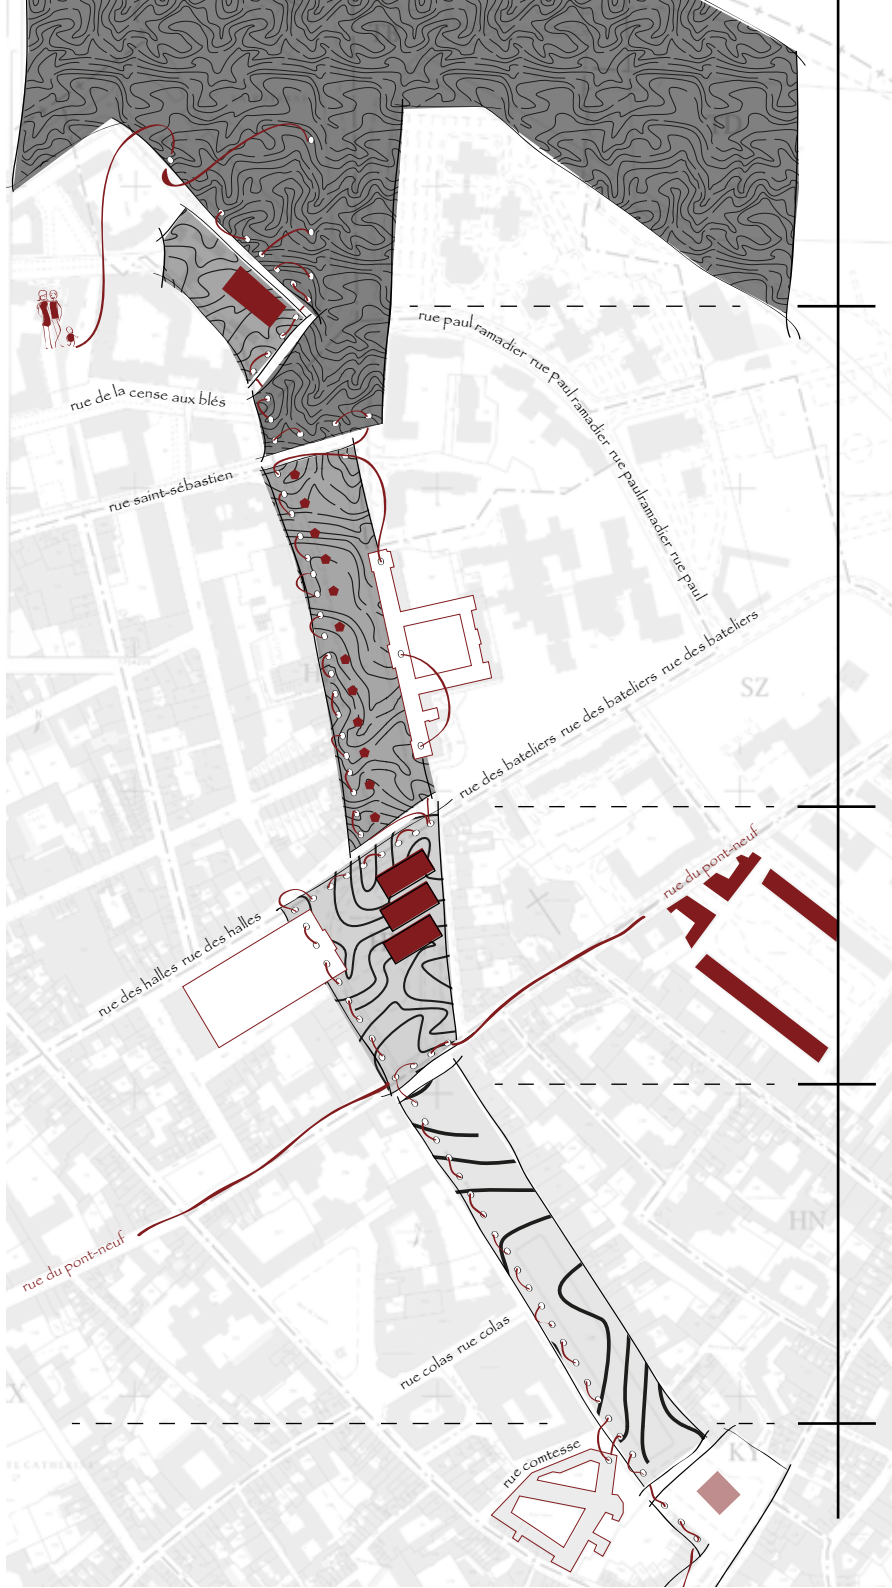 rue paul ramadier rue paul ramadier rue paul ramadier rue paul
rue de la cense aux blés
rue saint-sébastien
rue des bateliers rue des bateliers rue des bateliers
SZ
rue du pont-neuf
rue des halles rue des halles
HN
rue du pont-neuf
rue colas rue colas
X
rue comtesse
KY